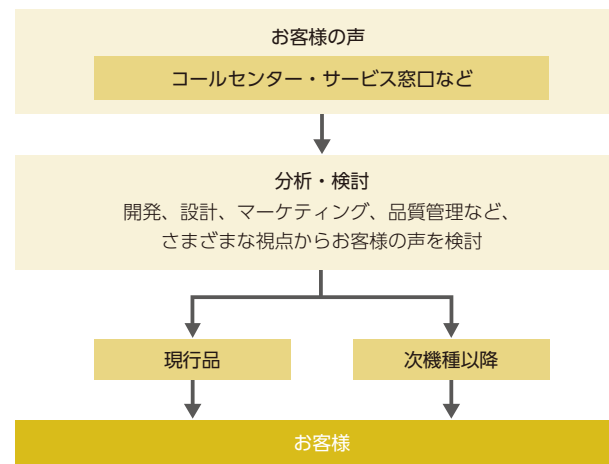 お客様の声
コールセンター・サービス窓口など
分析・検討
開発、設計、マーケティング、品質管理など、
さまざまな視点からお客様の声を検討
現行品
次機種以降
お客様